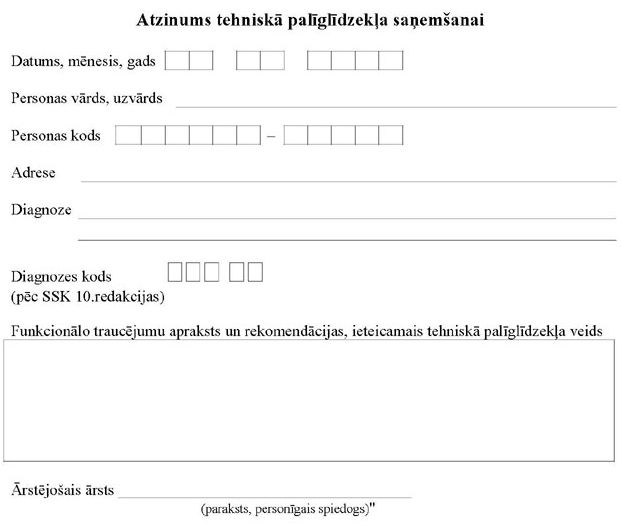 Atzinums tehniskā palīglīdzekļa saņemšanai
Datums, mēnesis, gads
Personas vārds, uzvārds
Personas kods –
Adrese
Diagnoze
Diagnozes kods
(pēc SSK 10.redakcijas)
Funkcionālo traucējumu apraksts un rekomendācijas, ieteicamais tehniskā palīglīdzekļa veids
Ārstējošais ārsts
(paraksts, personīgais spiedogs)"